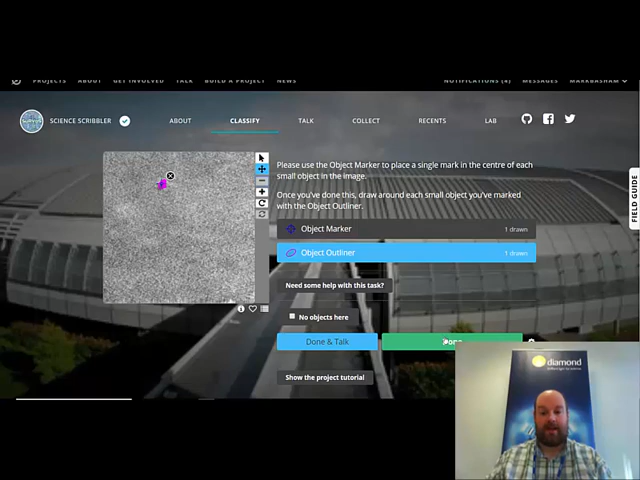 PROJECTS ABOUT GET INVOLVED TALK BUILD A PROJECT NEWS NOTIFICATIONS (4) MESSAGES MARKBASHAM
SCIENCE SCRIBBLER ABOUT CLASSIFY TALK COLLECT RECENTS LAB
Please use the Object Marker to place a single mark in the centre of each
small object in the image.
Once you've done this, draw around each small object you've marked
with the Object Outliner.
Object Marker 1 drawn
Object Outliner 1 drawn
Need some help with this task?
No objects here
Done & Talk Done
Show the project tutorial
FIELD GUIDE
diamond